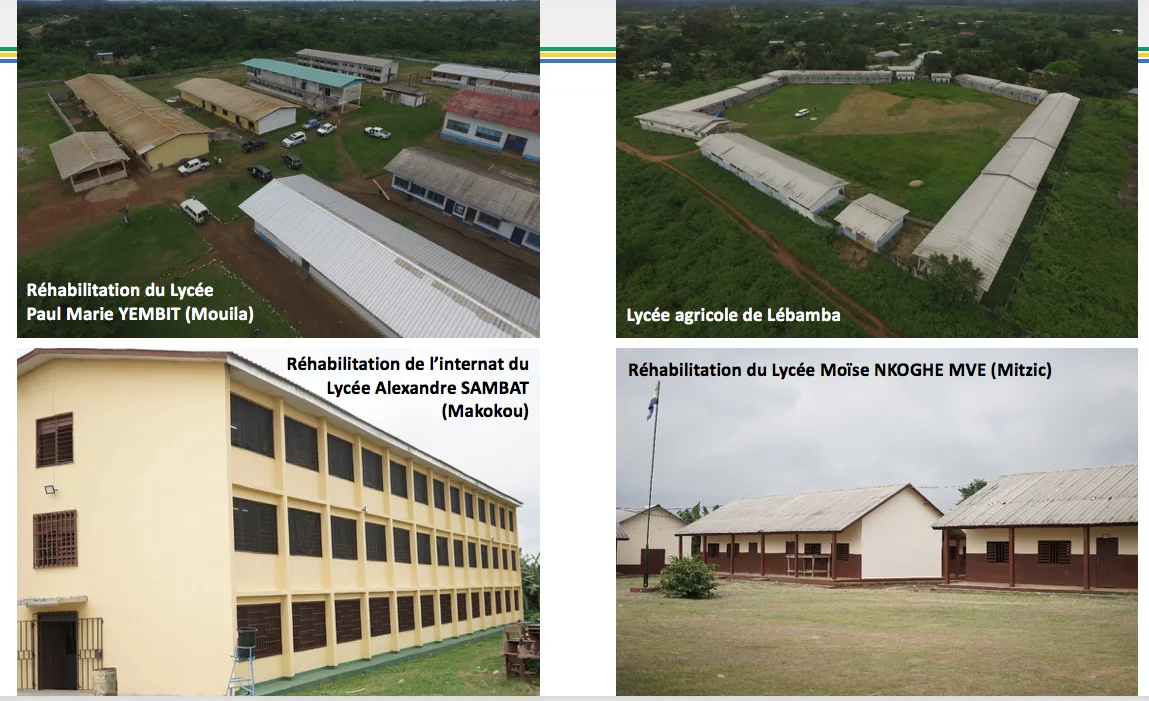 Réhabilitation du Lycée
Paul Marie YEMBIT (Mouila)
Lycée agricole de Lébamba
Réhabilitation de l’internat du
Lycée Alexandre SAMBAT
(Makokou)
Réhabilitation du Lycée Moïse NKOGHE MVE (Mitzic)